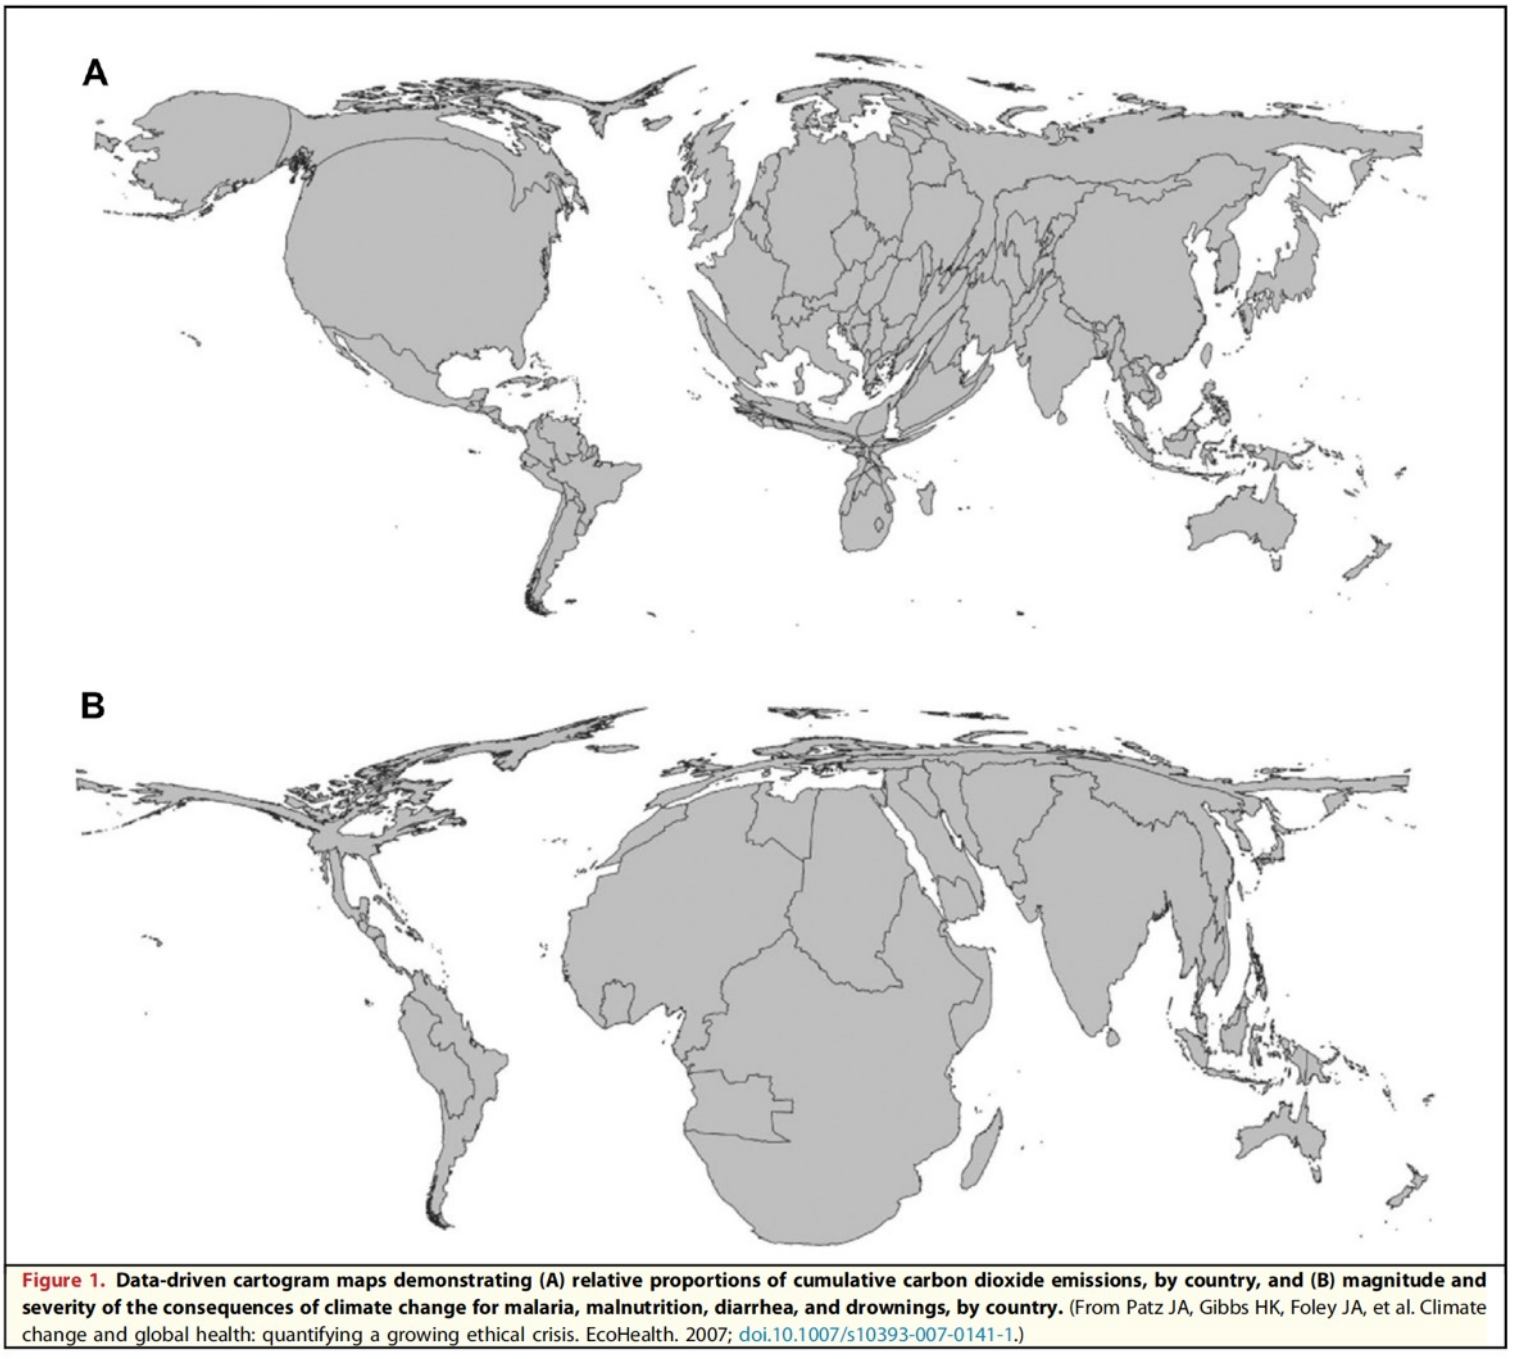 A
B
Figure 1. Data-driven cartogram maps demonstrating (A) relative proportions of cumulative carbon dioxide emissions, by country, and (B) magnitude and
severity of the consequences of climate change for malaria, malnutrition, diarrhea, and drownings, by country. (From Patz JA, Gibbs HK, Foley JA, et al. Climate
change and global health: quantifying a growing ethical crisis. EcoHealth. 2007; doi.10.1007/s10393-007-0141-1.)